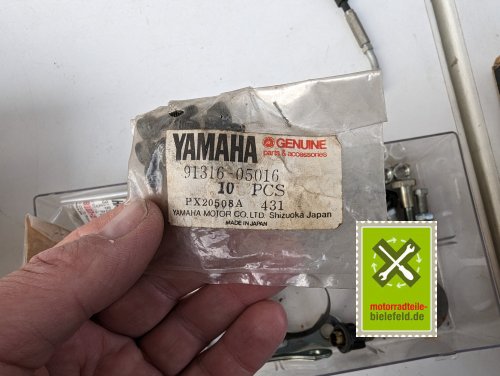 YAMAHA GENUINE
parts & accessories
91316-05016
10 PCS
PX20508A 431
YAMAHA MOTOR CO.,LTD. Shizuoka Japan
MADE IN JAPAN
motorradteile-
bielefeld.de